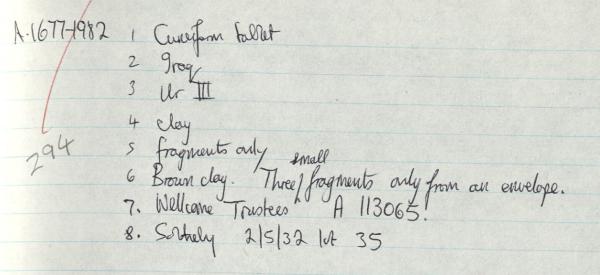 A.1677-1982 1 Cuneiform tablet
2 Iraq
3 Ur III
4 clay
294
5 fragments only
6 Brown clay. Three small fragments only from an envelope.
7. Wellcome Trustees A 113065.
8. Sotheby 2/5/32 lot 35